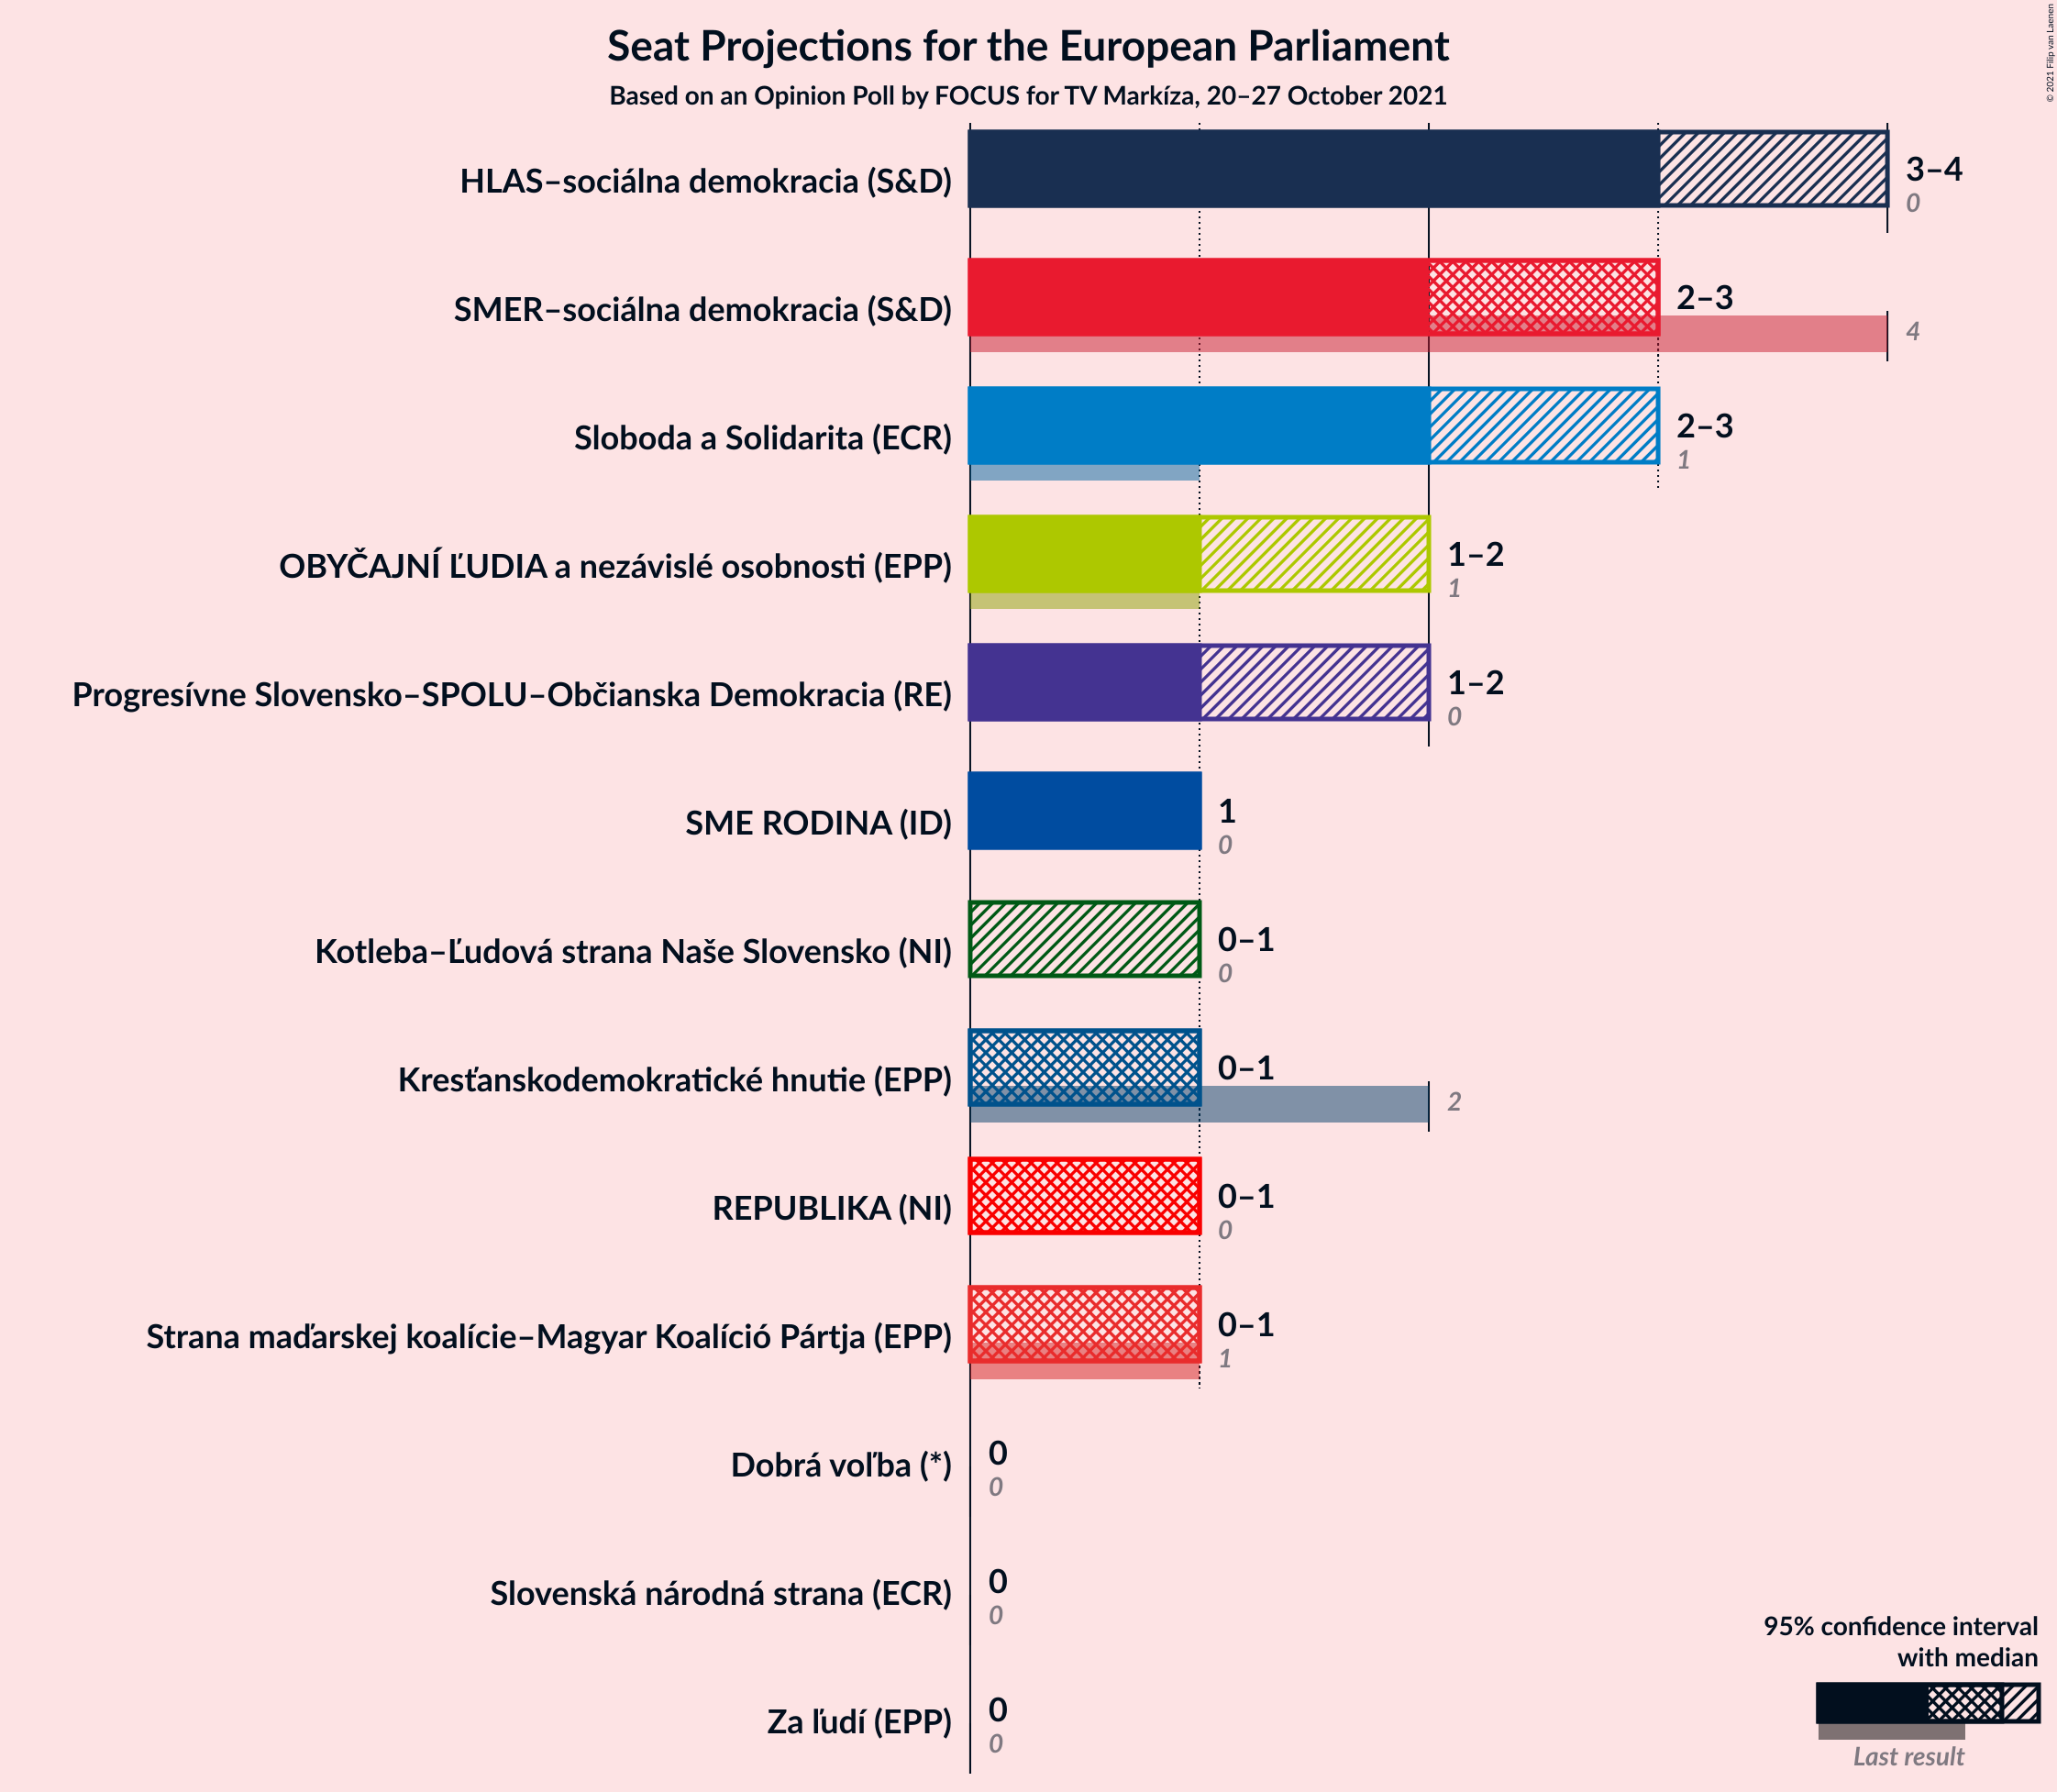 Seat Projections for the European Parliament
Based on an Opinion Poll by FOCUS for TV Markíza, 20–27 October 2021
© 2021 Filip van Laenen
HLAS–sociálna demokracia (S&D)
3–4
0
SMER–sociálna demokracia (S&D)
2–3
4
Sloboda a Solidarita (ECR)
2–3
1
OBYČAJNÍ ĽUDIA a nezávislé osobnosti (EPP)
1–2
1
Progresívne Slovensko–SPOLU–Občianska Demokracia (RE)
1–2
0
SME RODINA (ID)
1
0
Kotleba–Ľudová strana Naše Slovensko (NI)
0–1
0
Kresťanskodemokratické hnutie (EPP)
0–1
2
REPUBLIKA (NI)
0–1
0
Strana maďarskej koalície–Magyar Koalíció Pártja (EPP)
0–1
1
Dobrá voľba (*)
0
0
Slovenská národná strana (ECR)
0
0
Za ľudí (EPP)
0
0
95% confidence interval
with median
Last result